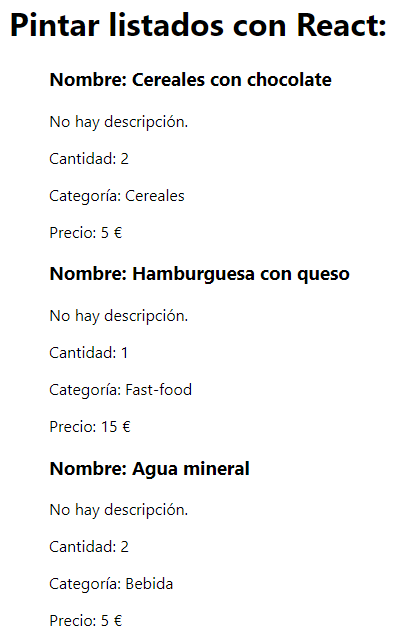 Pintar listados con React:
Nombre: Cereales con chocolate
No hay descripción.
Cantidad: 2
Categoría: Cereales
Precio: 5 €
Nombre: Hamburguesa con queso
No hay descripción.
Cantidad: 1
Categoría: Fast-food
Precio: 15 €
Nombre: Agua mineral
No hay descripción.
Cantidad: 2
Categoría: Bebida
Precio: 5 €